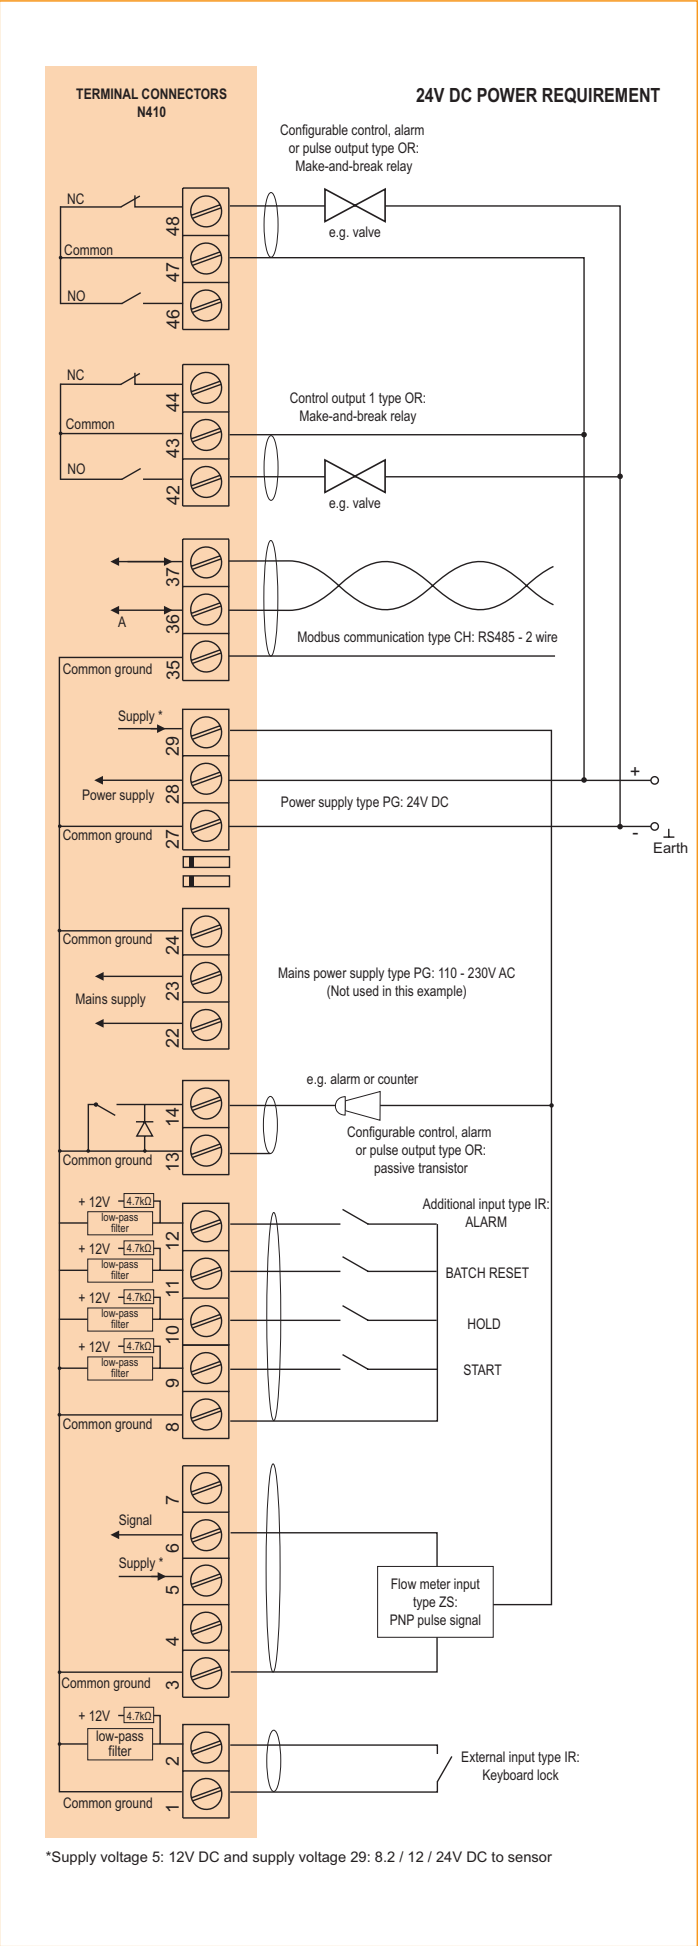 TERMINAL CONNECTORS
N410
24V DC POWER REQUIREMENT
Configurable control, alarm
or pulse output type OR:
Make-and-break relay
NC
48
e.g. valve
Common
47
NO
46
NC
44
Control output 1 type OR:
Make-and-break relay
Common
43
NO
42
e.g. valve
37
A
36
Modbus communication type CH: RS485 - 2 wire
Common ground
35
Supply *
29
+
Power supply
28
Power supply type PG: 24V DC
Common ground
27
-
Earth
Common ground
24
Mains power supply type PG: 110 - 230V AC
(Not used in this example)
23
Mains supply
22
e.g. alarm or counter
14
Configurable control, alarm
or pulse output type OR:
passive transistor
Common ground
13
+ 12V
4.7kΩ
low-pass
filter
12
Additional input type IR:
ALARM
+ 12V
4.7kΩ
low-pass
filter
11
BATCH RESET
+ 12V
4.7kΩ
low-pass
filter
10
HOLD
+ 12V
4.7kΩ
low-pass
filter
9
START
Common ground
8
7
Signal
6
Supply *
5
Flow meter input
type ZS:
PNP pulse signal
4
Common ground
3
+ 12V
4.7kΩ
low-pass
filter
2
External input type IR:
Keyboard lock
Common ground
1
*Supply voltage 5: 12V DC and supply voltage 29: 8.2 / 12 / 24V DC to sensor